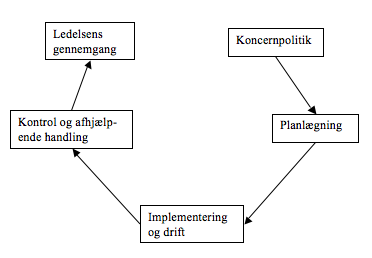 Ledelsens
gennemgang
Koncernpolitik
Kontrol og afhjælp-
ende handling
Planlægning
Implementering
og drift